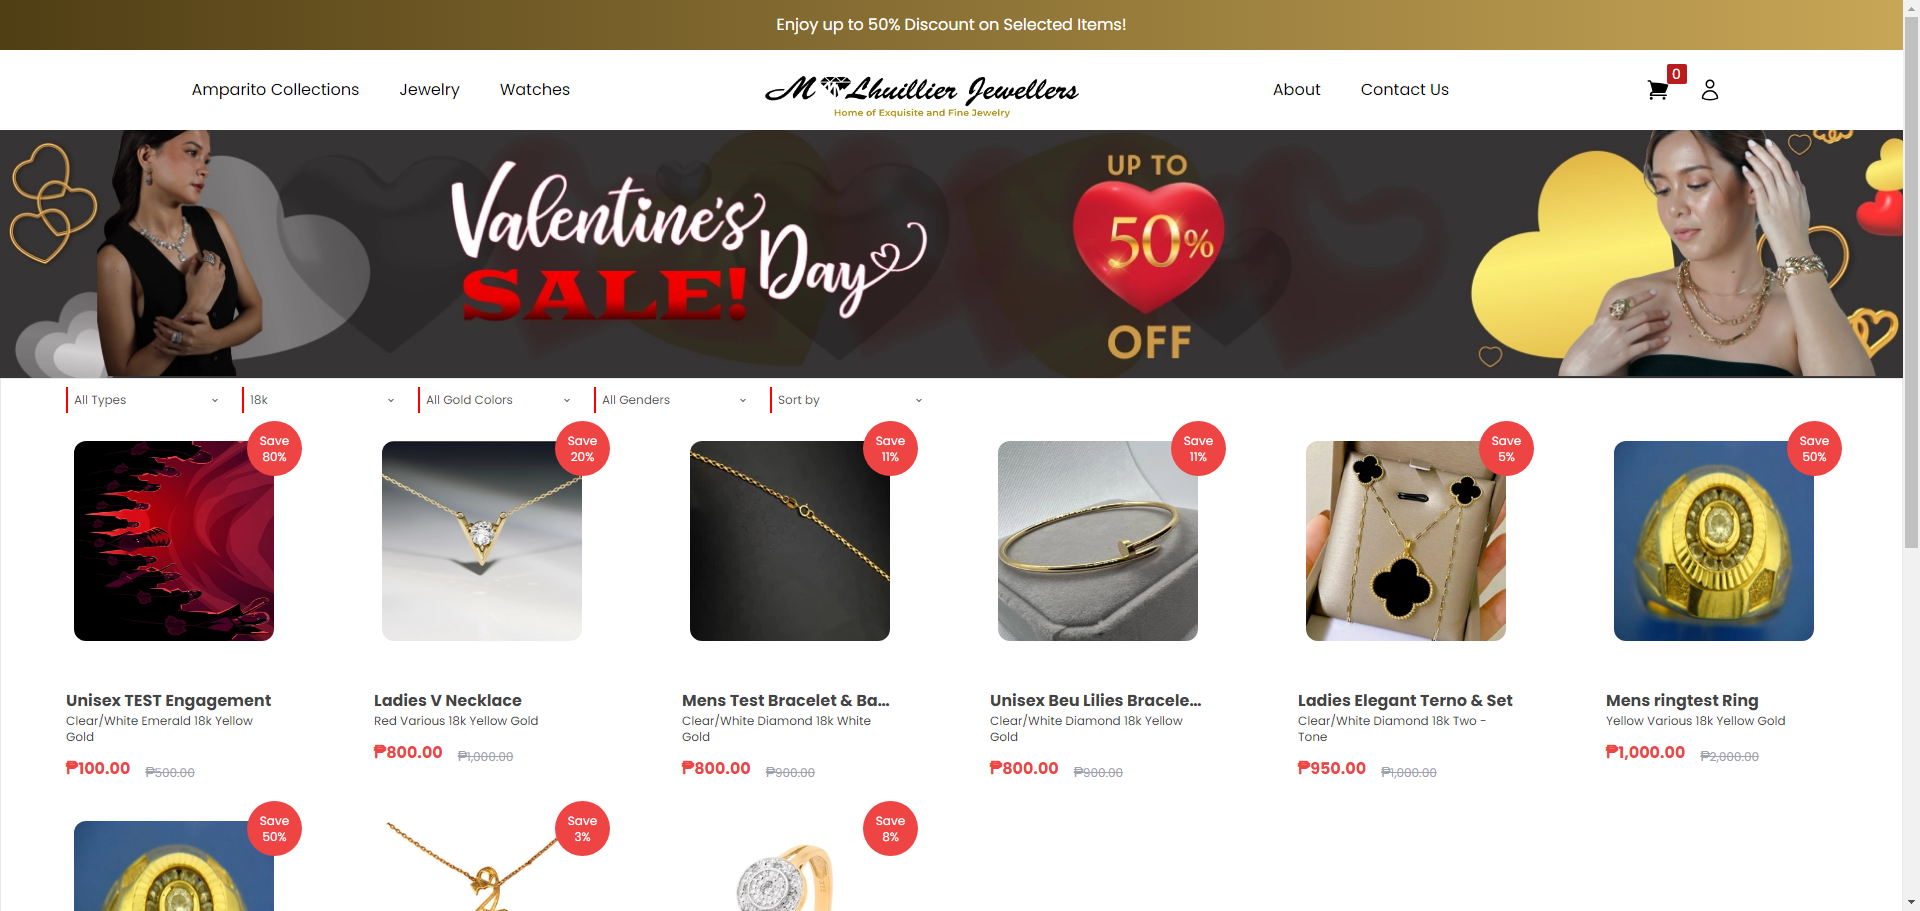 Enjoy up to 50% Discount on Selected Items!
Amparito Collections
Jewelry
Watches
M Lhuillier Jewellers
Home of Exquisite and Fine Jewelry
About
Contact Us
0
Valentine's
Day
SALE!
UP TO
50%
OFF
All Types
18k
All Gold Colors
All Genders
Sort by
Save
80%
Unisex TEST Engagement
Clear/White Emerald 18k Yellow
Gold
₱100.00 ₱500.00
Save
20%
Ladies V Necklace
Red Various 18k Yellow Gold
₱800.00 ₱1,000.00
Save
11%
Mens Test Bracelet & Ba...
Clear/White Diamond 18k White
Gold
₱800.00 ₱900.00
Save
11%
Unisex Beu Lilies Bracele...
Clear/White Diamond 18k Yellow
Gold
₱800.00 ₱900.00
Save
5%
Ladies Elegant Terno & Set
Clear/White Diamond 18k Two -
Tone
₱950.00 ₱1,000.00
Save
50%
Mens ringtest Ring
Yellow Various 18k Yellow Gold
₱1,000.00 ₱2,000.00
Save
50%
Save
3%
Save
8%